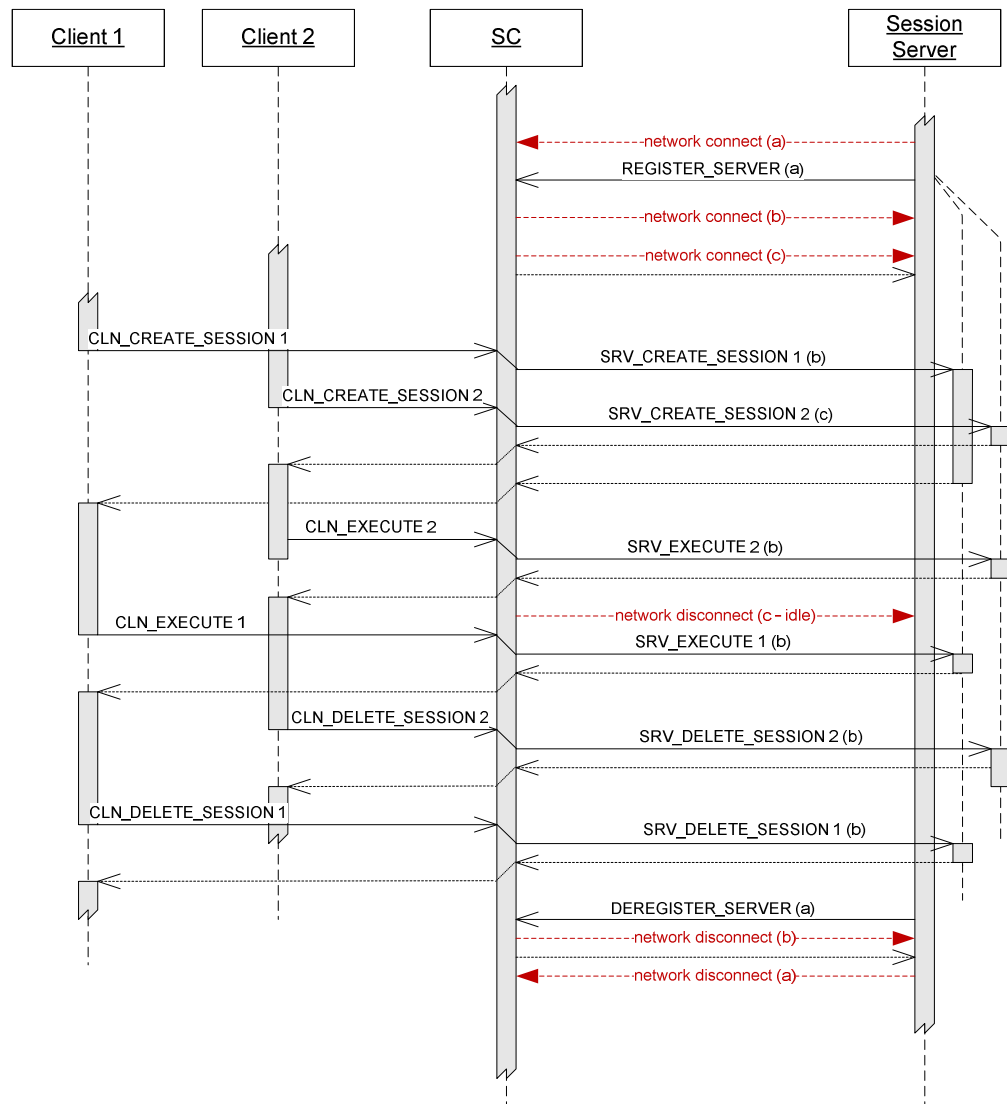 Client 1
Client 2
SC
Session
Server
network connect (a)
REGISTER_SERVER (a)
network connect (b)
network connect (c)
CLN_CREATE_SESSION 1
SRV_CREATE_SESSION 1 (b)
CLN_CREATE_SESSION 2
SRV_CREATE_SESSION 2 (c)
CLN_EXECUTE 2
SRV_EXECUTE 2 (b)
network disconnect (c – idle)
CLN_EXECUTE 1
SRV_EXECUTE 1 (b)
CLN_DELETE_SESSION 2
SRV_DELETE_SESSION 2 (b)
CLN_DELETE_SESSION 1
SRV_DELETE_SESSION 1 (b)
DEREGISTER_SERVER (a)
network disconnect (b)
network disconnect (a)